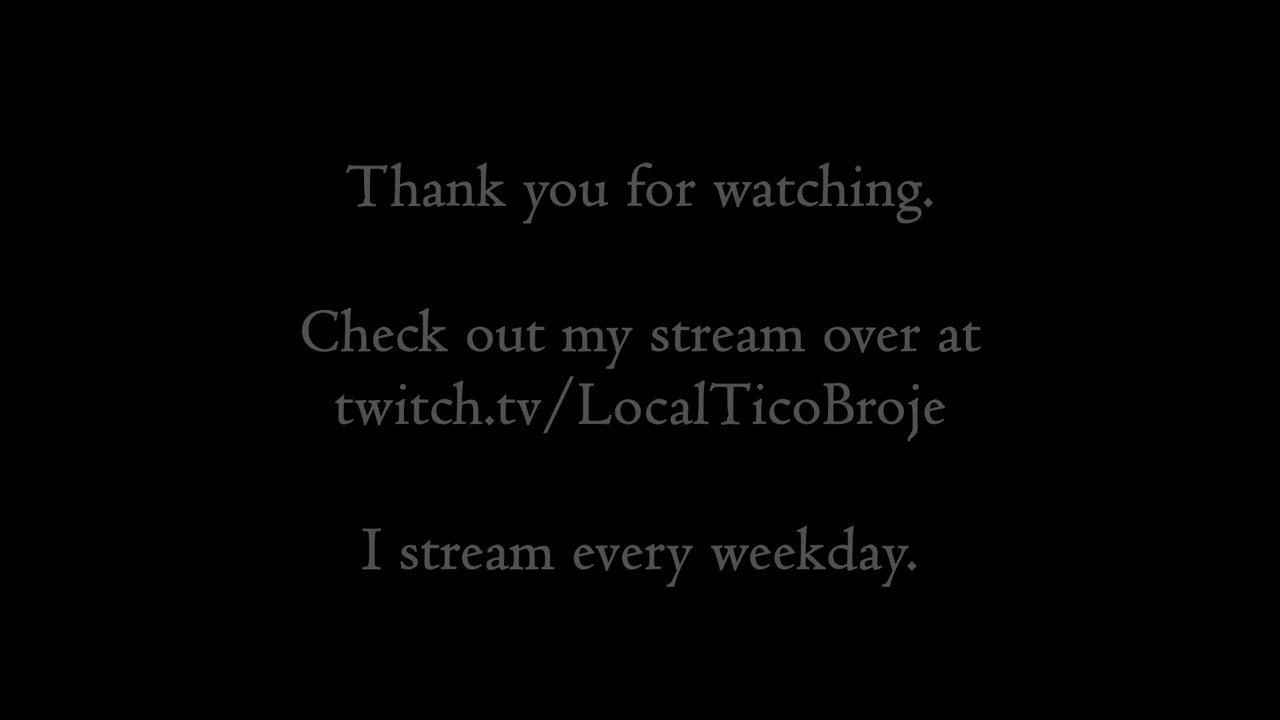 Thank you for watching.
Check out my stream over at
twitch.tv/LocalTicoBroje
I stream every weekday.